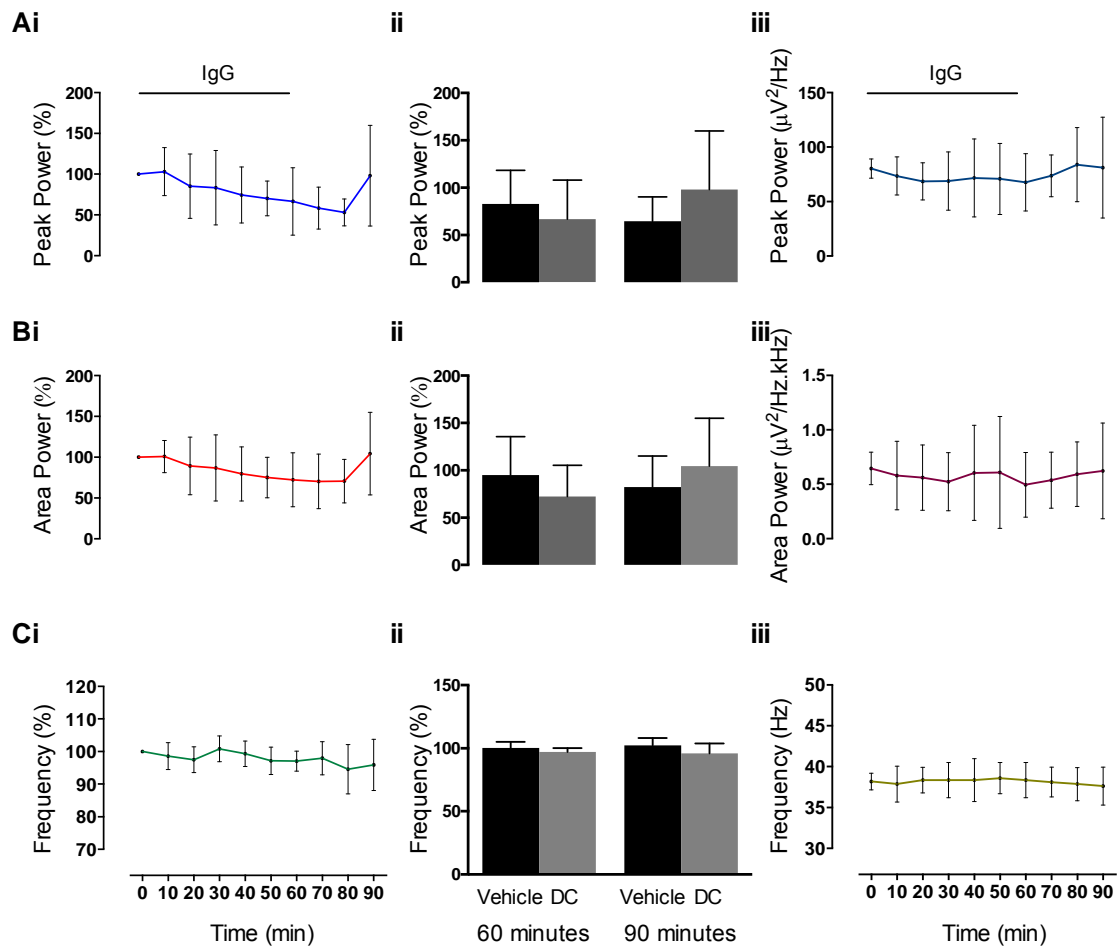 Ai
ii
iii
IgG
Peak Power (%)
200
150
100
50
0
Peak Power (%)
200
150
100
50
0
IgG
Peak Power (µV²/Hz)
150
100
50
0
Bi
ii
iii
Area Power (%)
200
150
100
50
0
Area Power (%)
200
150
100
50
0
Area Power (µV²/Hz.kHz)
1.5
1.0
0.5
0.0
Ci
ii
iii
Frequency (%)
120
110
100
90
80
70
0 10 20 30 40 50 60 70 80 90
Time (min)
Frequency (%)
150
100
50
0
Vehicle DC Vehicle DC
60 minutes 90 minutes
Frequency (Hz)
50
45
40
35
30
0 10 20 30 40 50 60 70 80 90
Time (min)